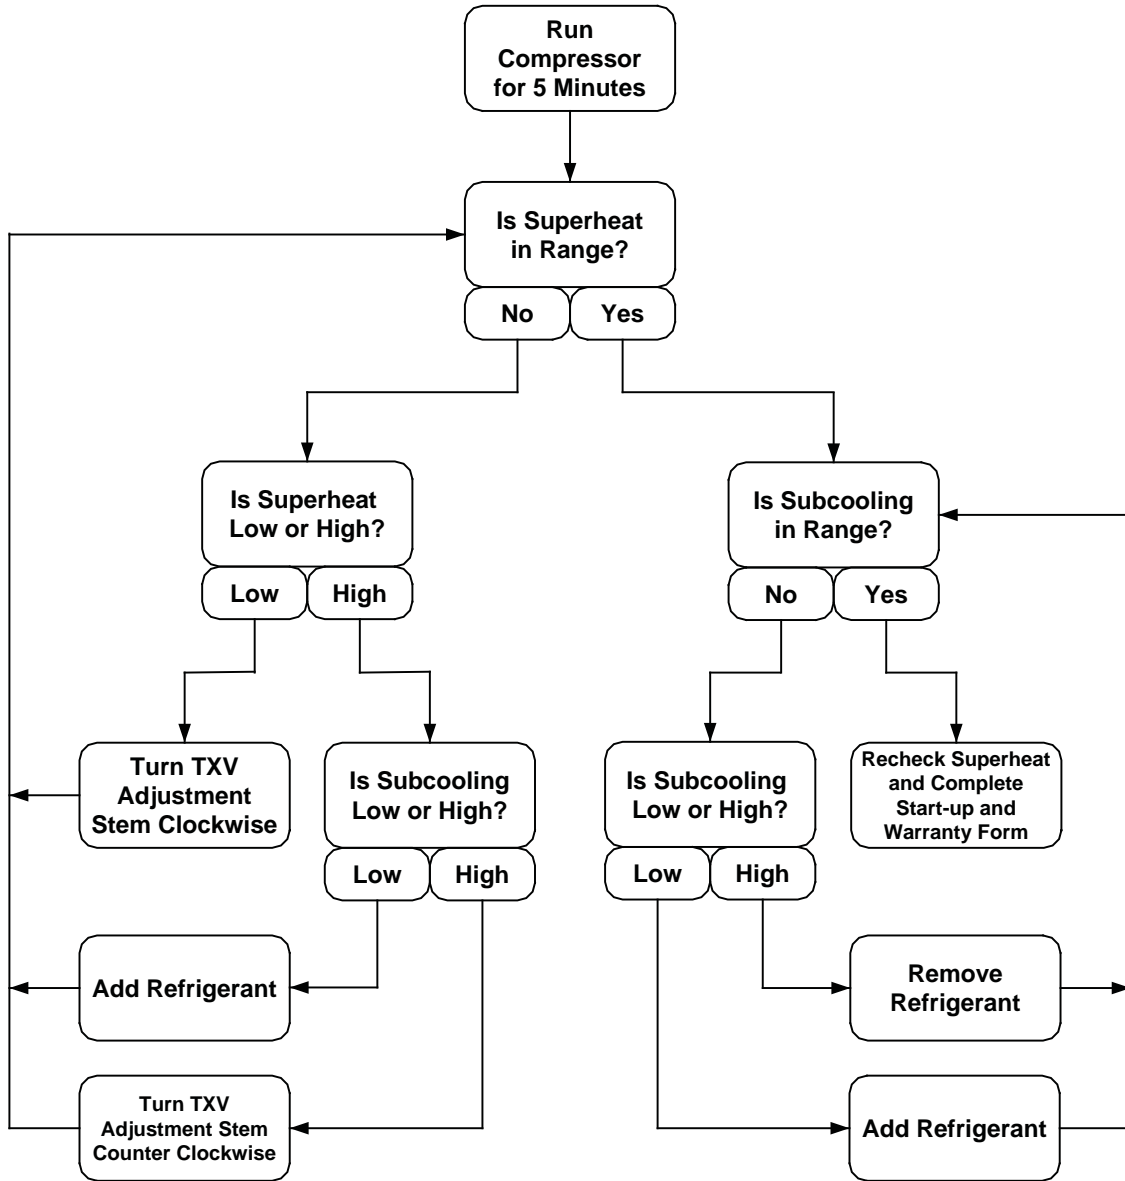 Run
Compressor
for 5 Minutes
Is Superheat
in Range?
No
Yes
Is Superheat
Low or High?
Low
High
Is Subcooling
in Range?
No
Yes
Turn TXV
Adjustment
Stem Clockwise
Is Subcooling
Low or High?
Low
High
Is Subcooling
Low or High?
Low
High
Recheck Superheat
and Complete
Start-up and
Warranty Form
Add Refrigerant
Remove
Refrigerant
Turn TXV
Adjustment Stem
Counter Clockwise
Add Refrigerant